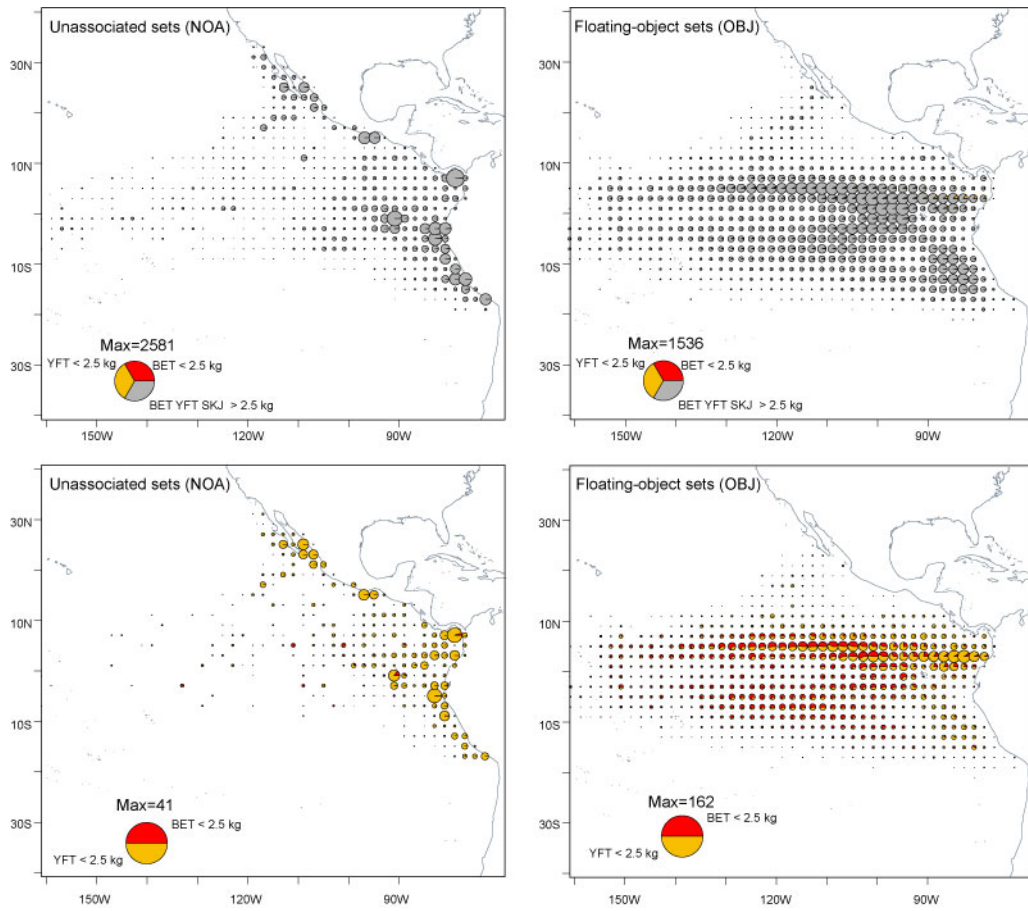 Unassociated sets (NOA)
30N
10N
10S
30S
Max=2581
YFT < 2.5 kg
BET < 2.5 kg
BET YFT SKJ > 2.5 kg
150W 120W 90W
Floating-object sets (OBJ)
30N
10N
10S
30S
Max=1536
YFT < 2.5 kg
BET < 2.5 kg
BET YFT SKJ > 2.5 kg
150W 120W 90W
Unassociated sets (NOA)
30N
10N
10S
30S
Max=41
BET < 2.5 kg
YFT < 2.5 kg
150W 120W 90W
Floating-object sets (OBJ)
30N
10N
10S
30S
Max=162
BET < 2.5 kg
YFT < 2.5 kg
150W 120W 90W